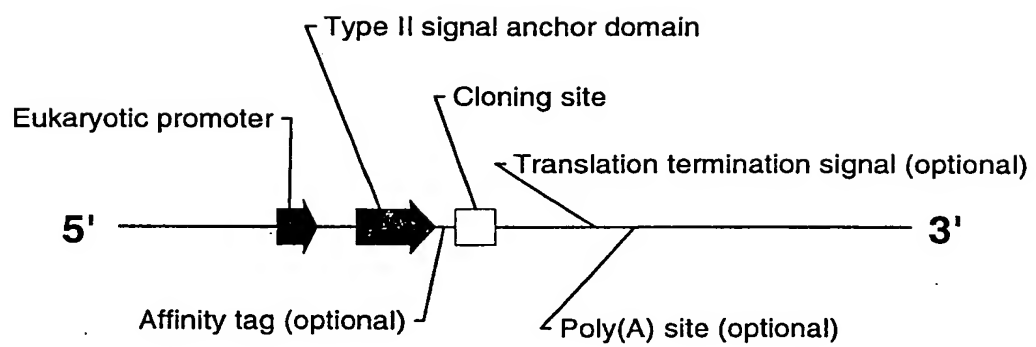 Type II signal anchor domain
Cloning site
Eukaryotic promoter
Translation termination signal (optional)
5'
3'
Affinity tag (optional)
Poly(A) site (optional)